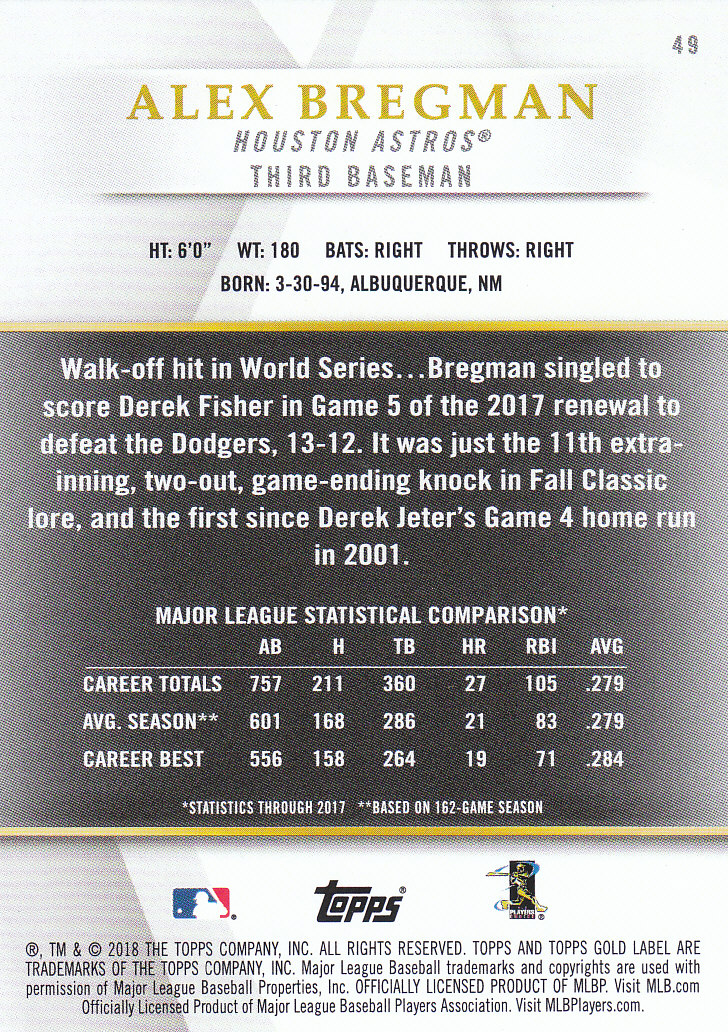 49
ALEX BREGMAN
HOUSTON ASTROS®
THIRD BASEMAN
HT: 6'0" WT: 180 BATS: RIGHT THROWS: RIGHT
BORN: 3-30-94, ALBUQUERQUE, NM
Walk-off hit in World Series...Bregman singled to
score Derek Fisher in Game 5 of the 2017 renewal to
defeat the Dodgers, 13-12. It was just the 11th extra-
inning, two-out, game-ending knock in Fall Classic
lore, and the first since Derek Jeter's Game 4 home run
in 2001.
MAJOR LEAGUE STATISTICAL COMPARISON*
AB H TB HR RBI AVG
CAREER TOTALS 757 211 360 27 105 .279
AVG. SEASON** 601 168 286 21 83 .279
CAREER BEST 556 158 264 19 71 .284
*STATISTICS THROUGH 2017 **BASED ON 162-GAME SEASON
Topps®
PLAYERS
®, TM & © 2018 THE TOPPS COMPANY, INC. ALL RIGHTS RESERVED. TOPPS AND TOPPS GOLD LABEL ARE
TRADEMARKS OF THE TOPPS COMPANY, INC. Major League Baseball trademarks and copyrights are used with
permission of Major League Baseball Properties, Inc. OFFICIALLY LICENSED PRODUCT OF MLBP. Visit MLB.com
Officially Licensed Product of Major League Baseball Players Association. Visit MLBPlayers.com.